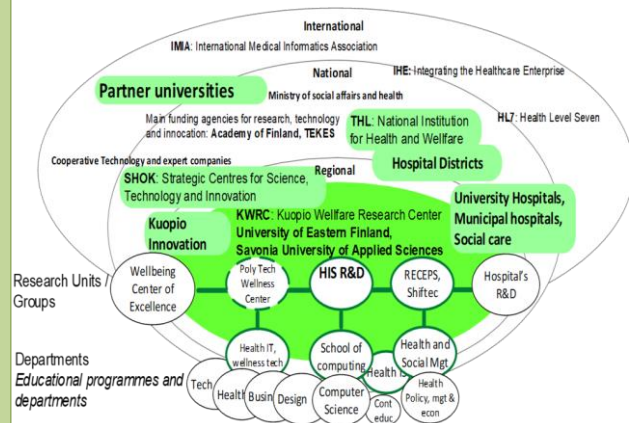 International
IMIA: International Medical Informatics Association
IHE: Integrating the Healthcare Enterprise
National
Partner universities
Ministry of social affairs and health
Main funding agencies for research, technology
and innocation: Academy of Finland, TEKES
THL: National Institution
for Health and Wellfare
HL7: Health Level Seven
Cooperative Technology and expert companies
Hospital Districts
Regional
SHOK: Strategic Centres for Science,
Technology and Innovation
University Hospitals,
Municipal hospitals,
Social care
Kuopio
Innovation
KWRC: Kuopio Wellfare Research Center
University of Eastern Finland,
Savonia University of Applied Sciences
Research Units /
Groups
Wellbeing
Center of
Excellence
Poly Tech
Wellness
Center
HIS R&D
RECEPS,
Shiftec
Hospital's
R&D
Departments
Educational programmes and
departments
Health IT,
wellness tech
School of
computing
Health and
Social Mgt
Tech
Health
Busin
Design
Computer
Science
Health
Cont
educ
Health
Policy, mgt &
econ